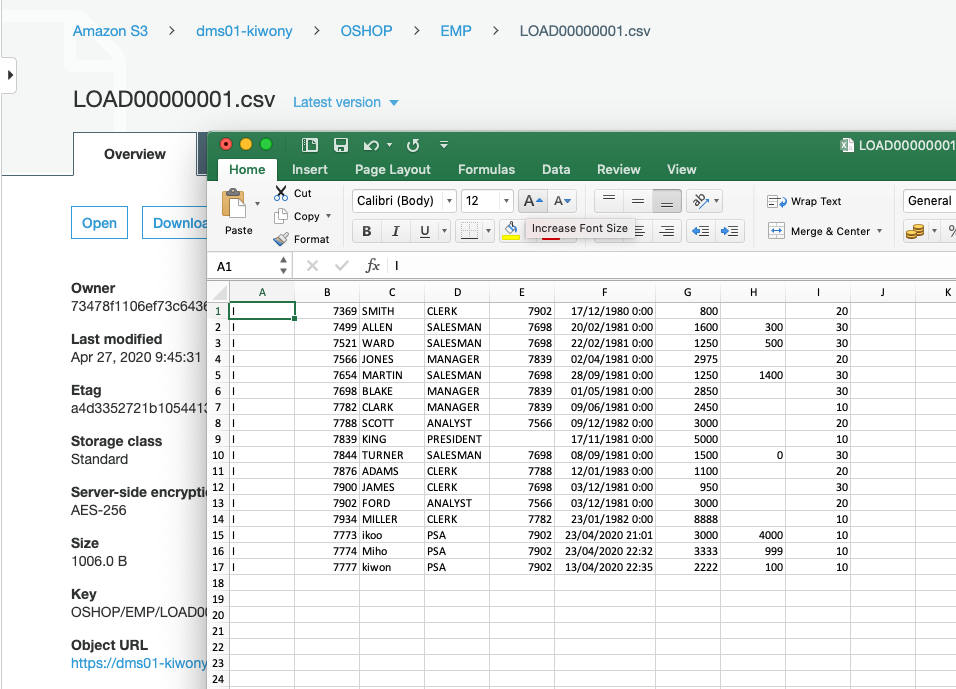 Amazon S3 > dms01-kiwony > OSHOP > EMP > LOAD00000001.csv
LOAD00000001.csv Latest version
Overview
Open Downloa
Owner
73478f1106ef73c6436
Last modified
Apr 27, 2020 9:45:31
Etag
a4d3352721b1054413
Storage class
Standard
Server-side encrypti
AES-256
Size
1006.0 B
Key
OSHOP/EMP/LOAD00
Object URL
https://dms01-kiwony
LOAD00000001
Home Insert Page Layout Formulas Data Review View
Paste
Cut
Copy
Format
Calibri (Body) 12 A A
B I U
Increase Font Size
Wrap Text
Merge & Center
General
%
A1 fx I
A B C D E F G H I J K
1 I 7369 SMITH CLERK 7902 17/12/1980 0:00 800 20
2 I 7499 ALLEN SALESMAN 7698 20/02/1981 0:00 1600 300 30
3 I 7521 WARD SALESMAN 7698 22/02/1981 0:00 1250 500 30
4 I 7566 JONES MANAGER 7839 02/04/1981 0:00 2975 20
5 I 7654 MARTIN SALESMAN 7698 28/09/1981 0:00 1250 1400 30
6 I 7698 BLAKE MANAGER 7839 01/05/1981 0:00 2850 30
7 I 7782 CLARK MANAGER 7839 09/06/1981 0:00 2450 10
8 I 7788 SCOTT ANALYST 7566 09/12/1982 0:00 3000 20
9 I 7839 KING PRESIDENT 17/11/1981 0:00 5000 10
10 I 7844 TURNER SALESMAN 7698 08/09/1981 0:00 1500 0 30
11 I 7876 ADAMS CLERK 7788 12/01/1983 0:00 1100 20
12 I 7900 JAMES CLERK 7698 03/12/1981 0:00 950 30
13 I 7902 FORD ANALYST 7566 03/12/1981 0:00 3000 20
14 I 7934 MILLER CLERK 7782 23/01/1982 0:00 8888 10
15 I 7773 ikoo PSA 7902 23/04/2020 21:01 3000 4000 10
16 I 7774 Miho PSA 7902 23/04/2020 22:32 3333 999 10
17 I 7777 kiwon PSA 7902 13/04/2020 22:35 2222 100 10
18
19
20
21
22
23
24